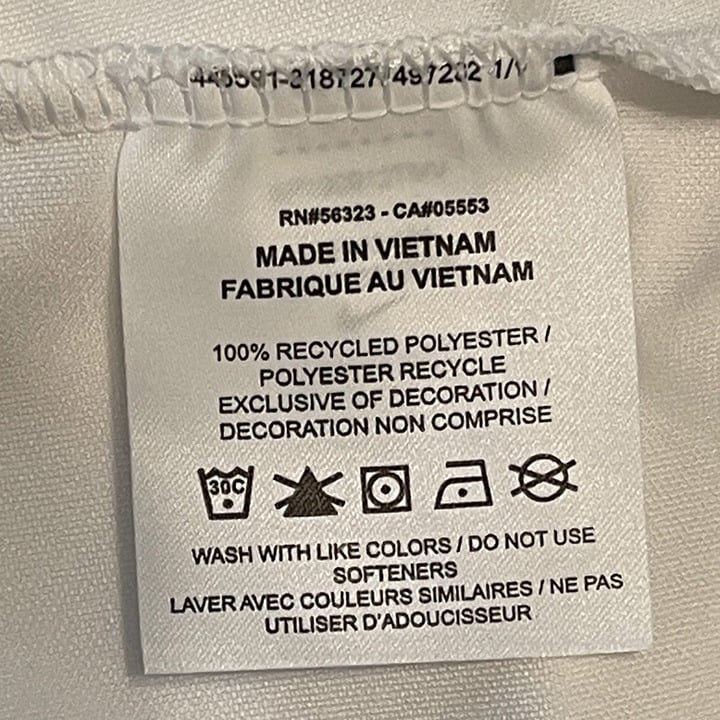 RN#56323 - CA#05553
MADE IN VIETNAM
FABRIQUE AU VIETNAM
100% RECYCLED POLYESTER /
POLYESTER RECYCLE
EXCLUSIVE OF DECORATION /
DECORATION NON COMPRISE
30C
WASH WITH LIKE COLORS / DO NOT USE
SOFTENERS
LAVER AVEC COULEURS SIMILAIRES / NE PAS
UTILISER D'ADOUCISSEUR